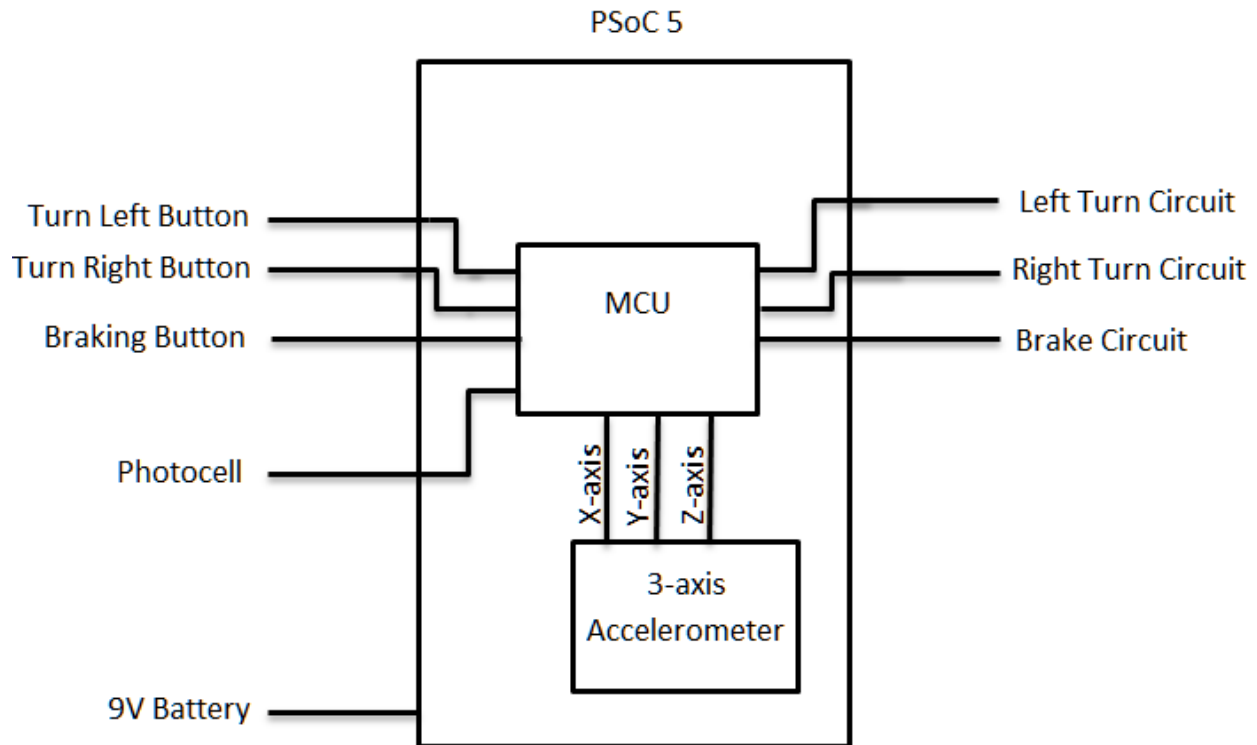 PSoC 5
Turn Left Button
Turn Right Button
Braking Button
Photocell
9V Battery
MCU
X-axis
Y-axis
Z-axis
3-axis
Accelerometer
Left Turn Circuit
Right Turn Circuit
Brake Circuit